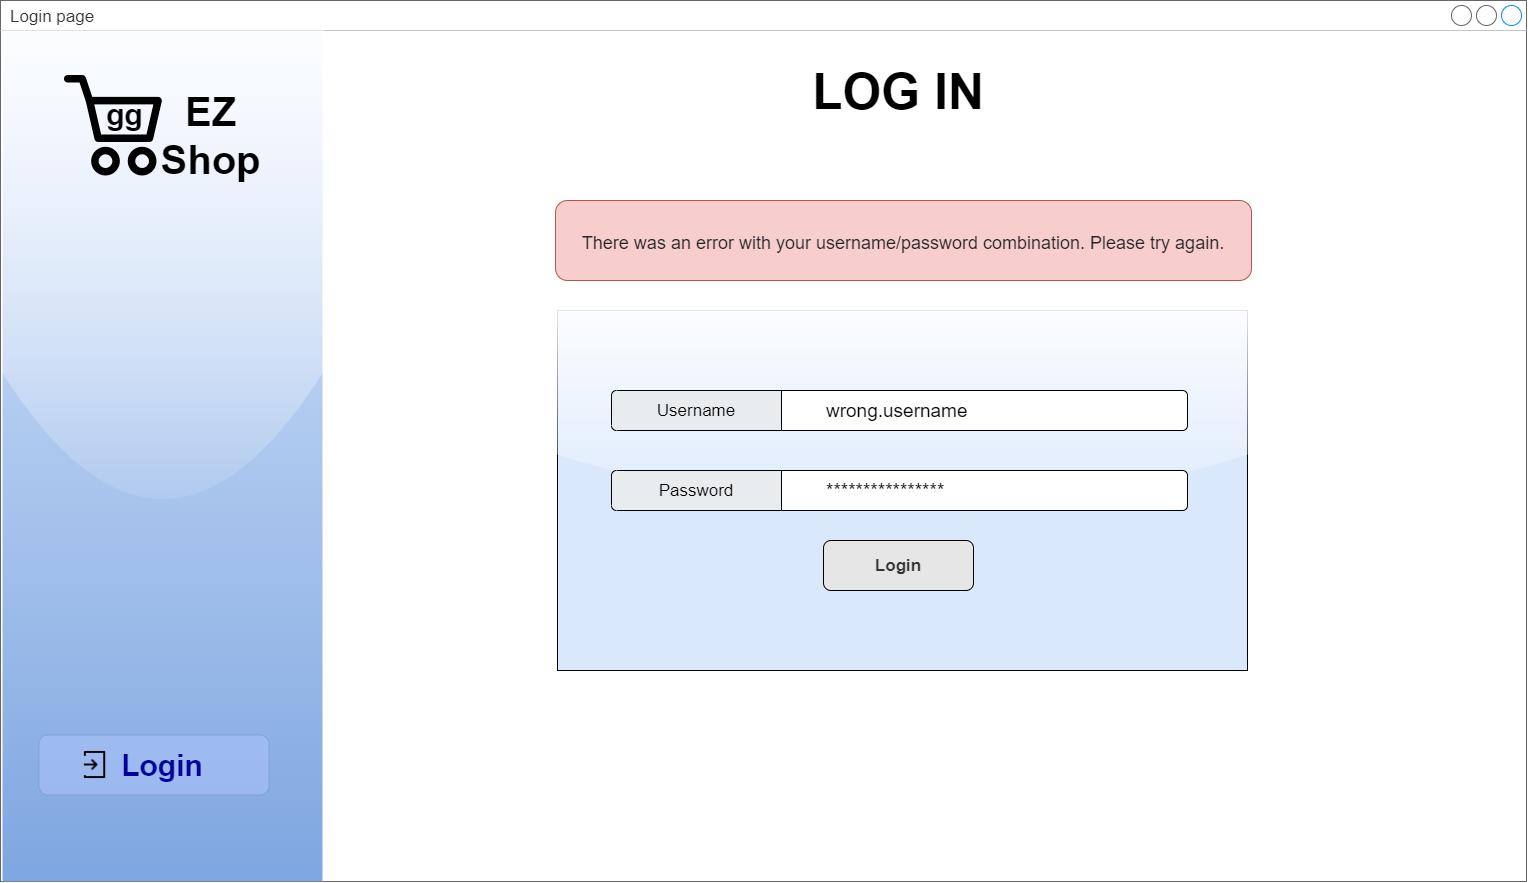 Login page
gg
EZ
Shop
LOG IN
There was an error with your username/password combination. Please try again.
Username
wrong.username
Password
****************
Login
Login